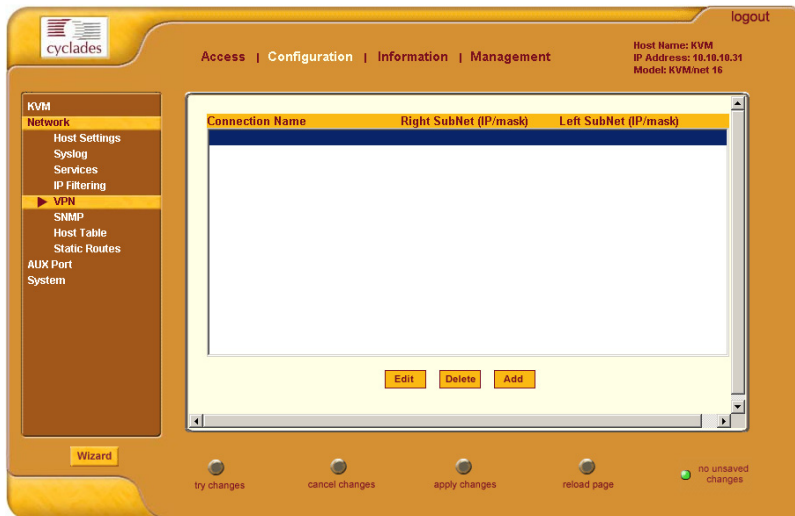 logout
cyclades
Access | Configuration | Information | Management
Host Name: KVM
IP Address: 10.10.10.31
Model: KVM/net 16
KVM
Network
Host Settings
Syslog
Services
IP Filtering
VPN
SNMP
Host Table
Static Routes
AUX Port
System
Connection Name Right SubNet (IP/mask) Left SubNet (IP/mask)
Edit Delete Add
Wizard
try changes cancel changes apply changes reload page no unsaved changes